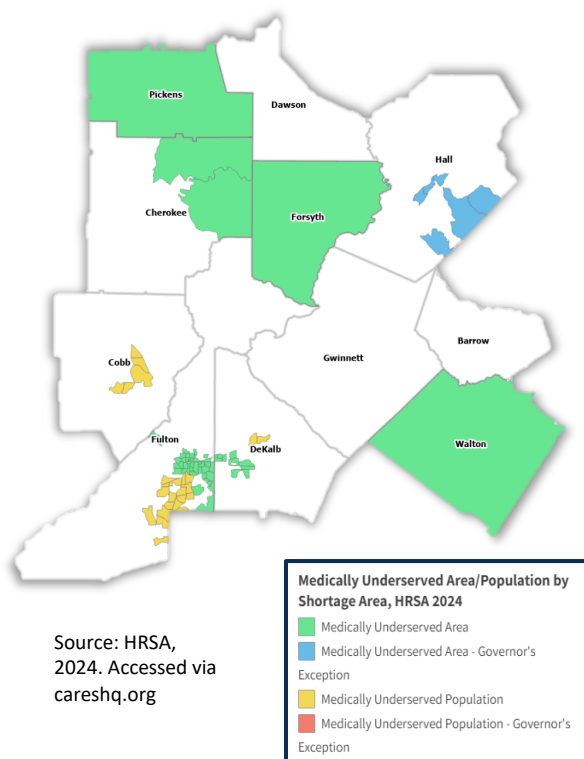 Pickens
Dawson
Hall
Cherokee
Forsyth
Barrow
Gwinnett
Cobb
Fulton
DeKalb
Walton
Source: HRSA,
2024. Accessed via
careshq.org
Medically Underserved Area/Population by
Shortage Area, HRSA 2024
Medically Underserved Area
Medically Underserved Area - Governor's
Exception
Medically Underserved Population
Medically Underserved Population - Governor's
Exception